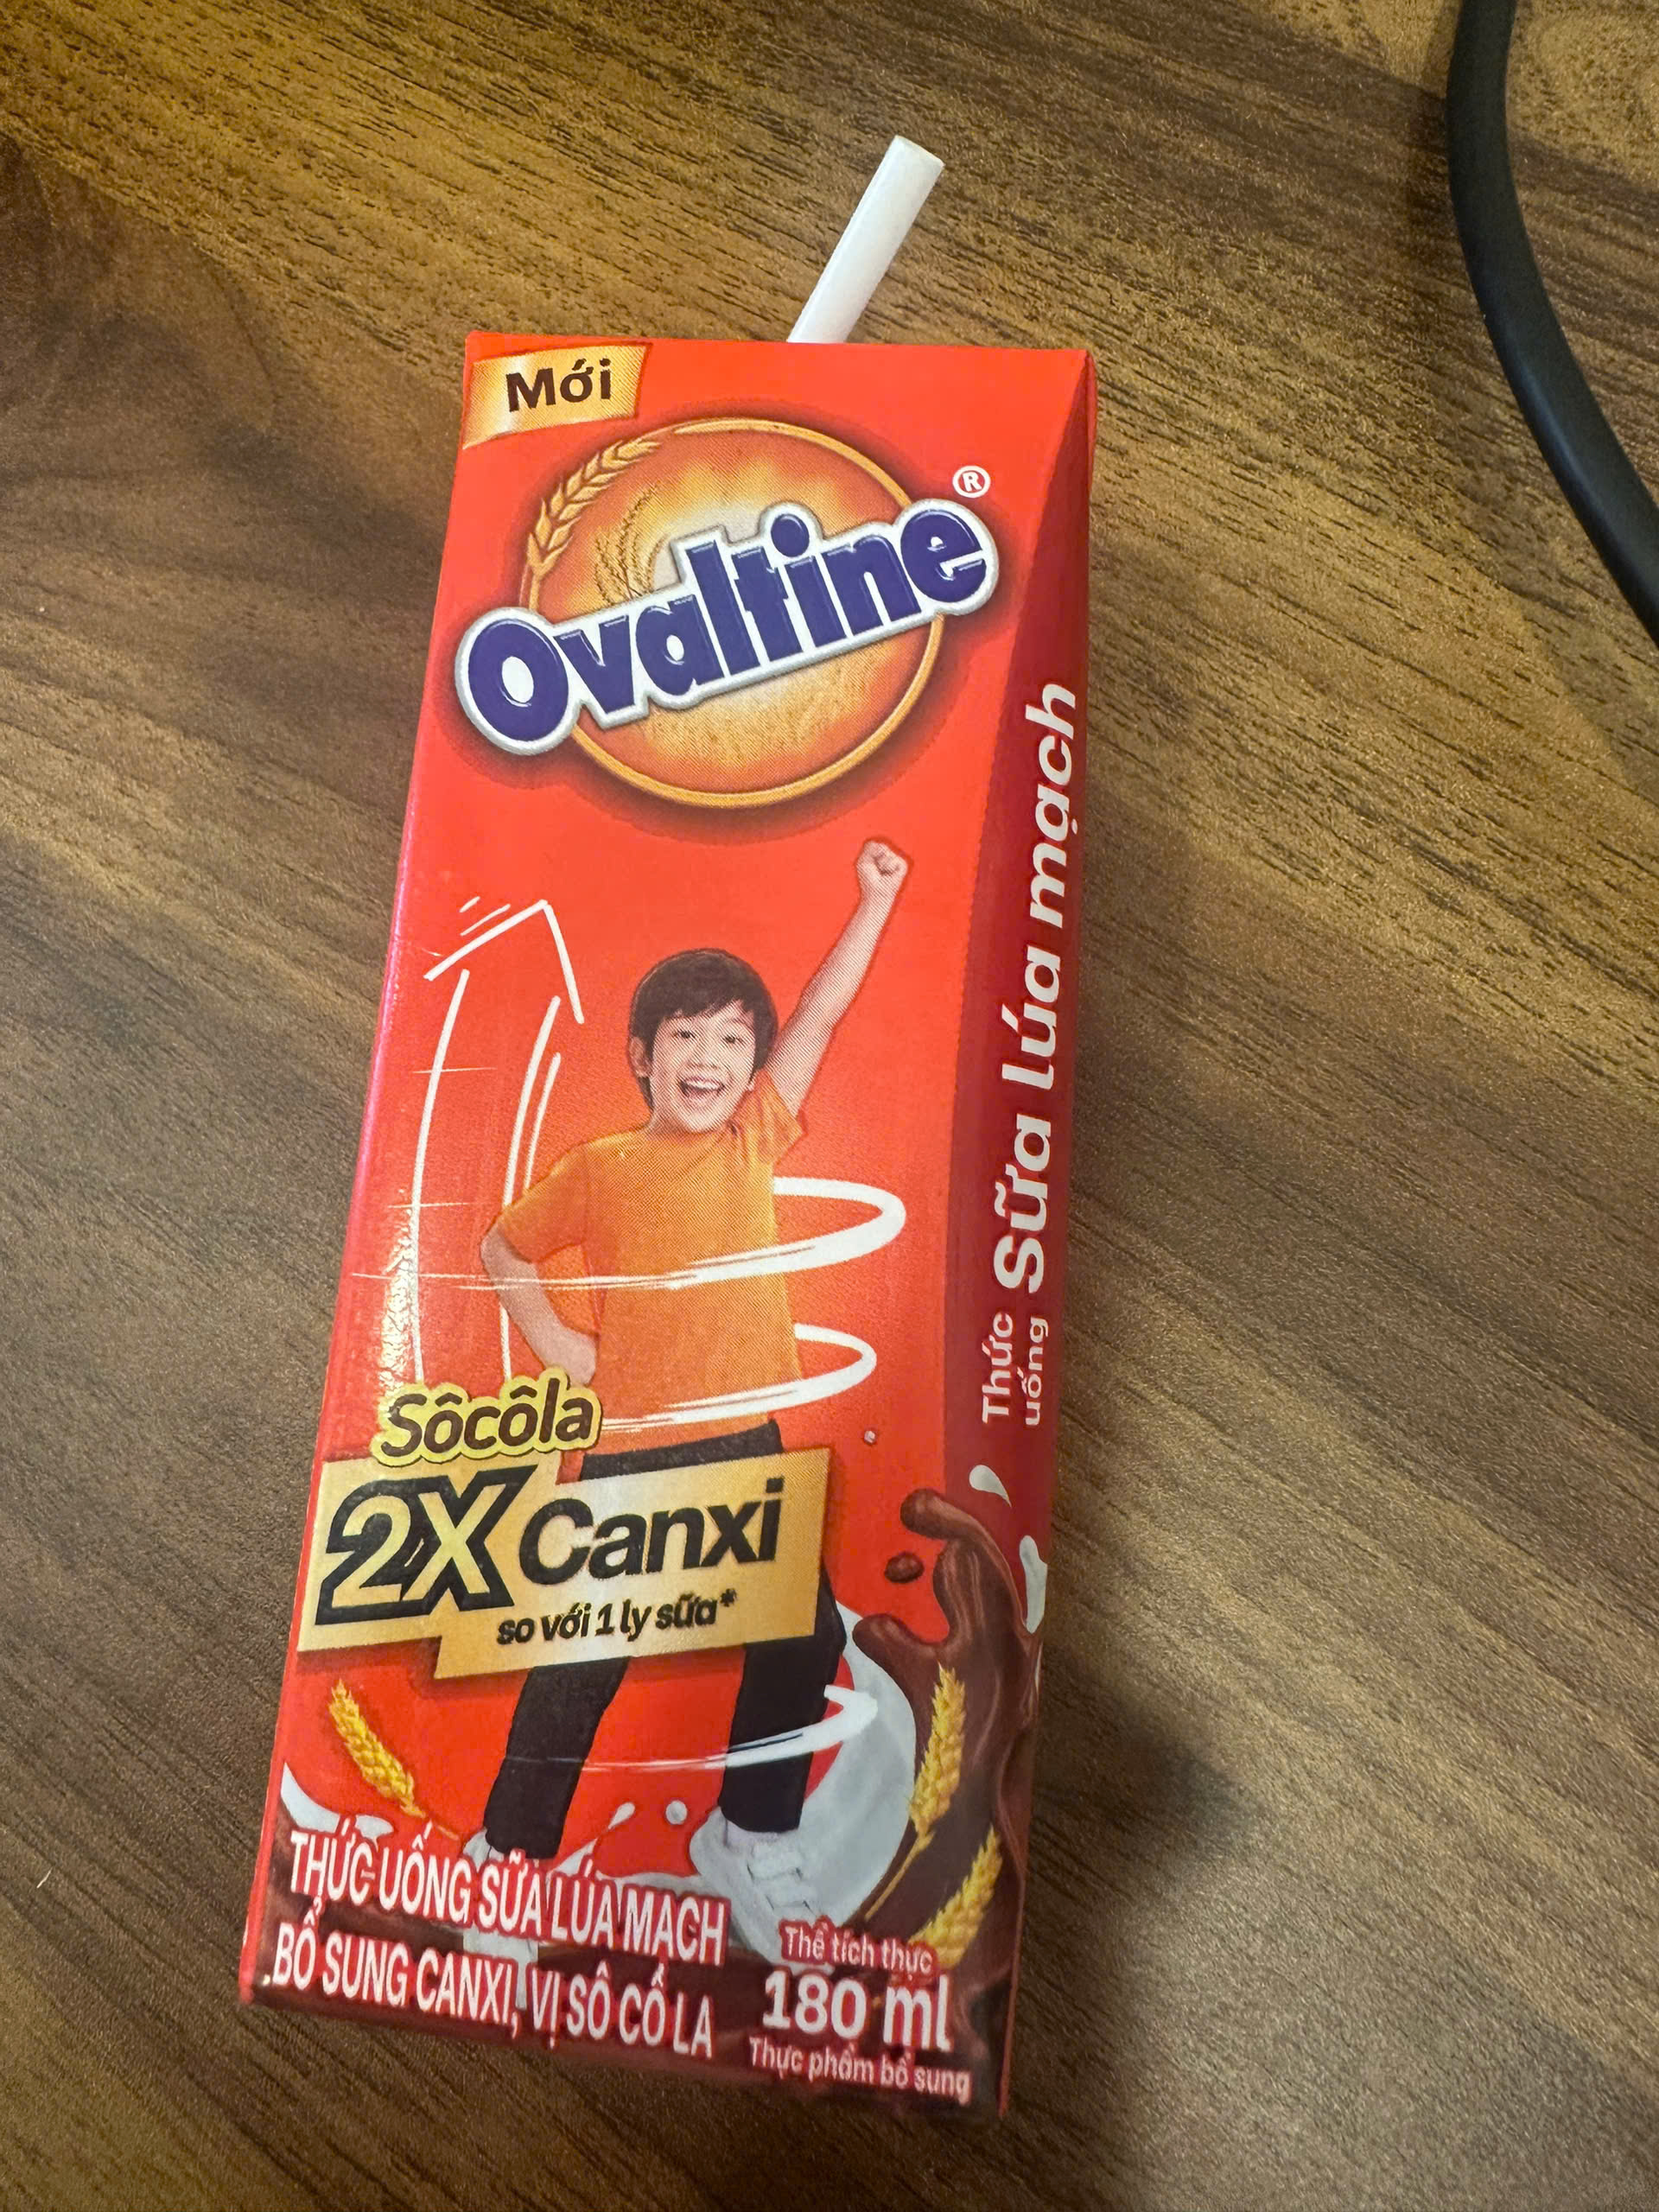 Mới
Ovaltine®
Sôcôla
2X Canxi
so với 1 ly sữa*
THỨC UỐNG SỮA LÚA MẠCH
BỔ SUNG CANXI, VỊ SÔ CÔ LA
Thể tích thực
180 ml
Thực phẩm bổ sung
Thức
uống
Sữa lúa mạch